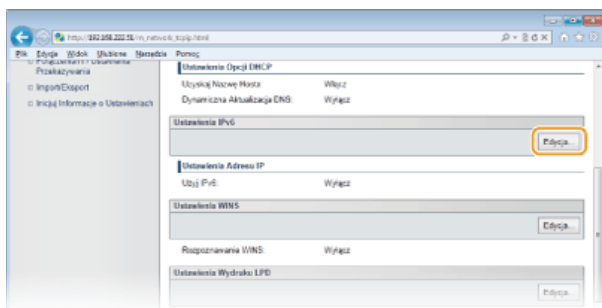 Plik Edycja Widok Ulubione Narzędzia Pomoc
Przekazywania
Import/Eksport
Inicjuj Informacje o Ustawieniach
Ustawienia Opcji DHCP
Uzyskaj Nazwę Hosta: Włącz
Dynamiczna Aktualizacja DNS: Wyłącz
Ustawienia IPv6
Edycja...
Ustawienia Adresu IP
Użyj IPv6: Wyłącz
Ustawienia WINS
Edycja...
Rozpoznawanie WINS: Wyłącz
Ustawienia Wydruku LPD
Edycja...